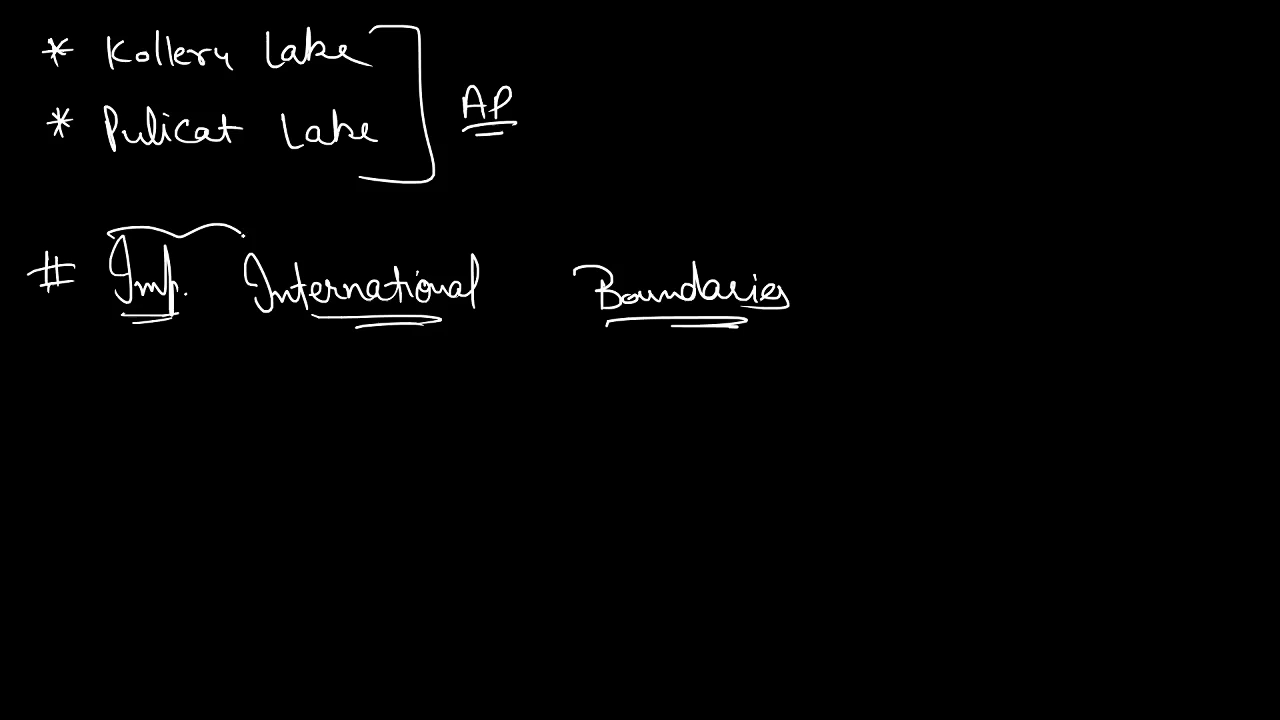 * Kolleru Lake
* Pulicat Lake
AP
# Imp. International Boundaries